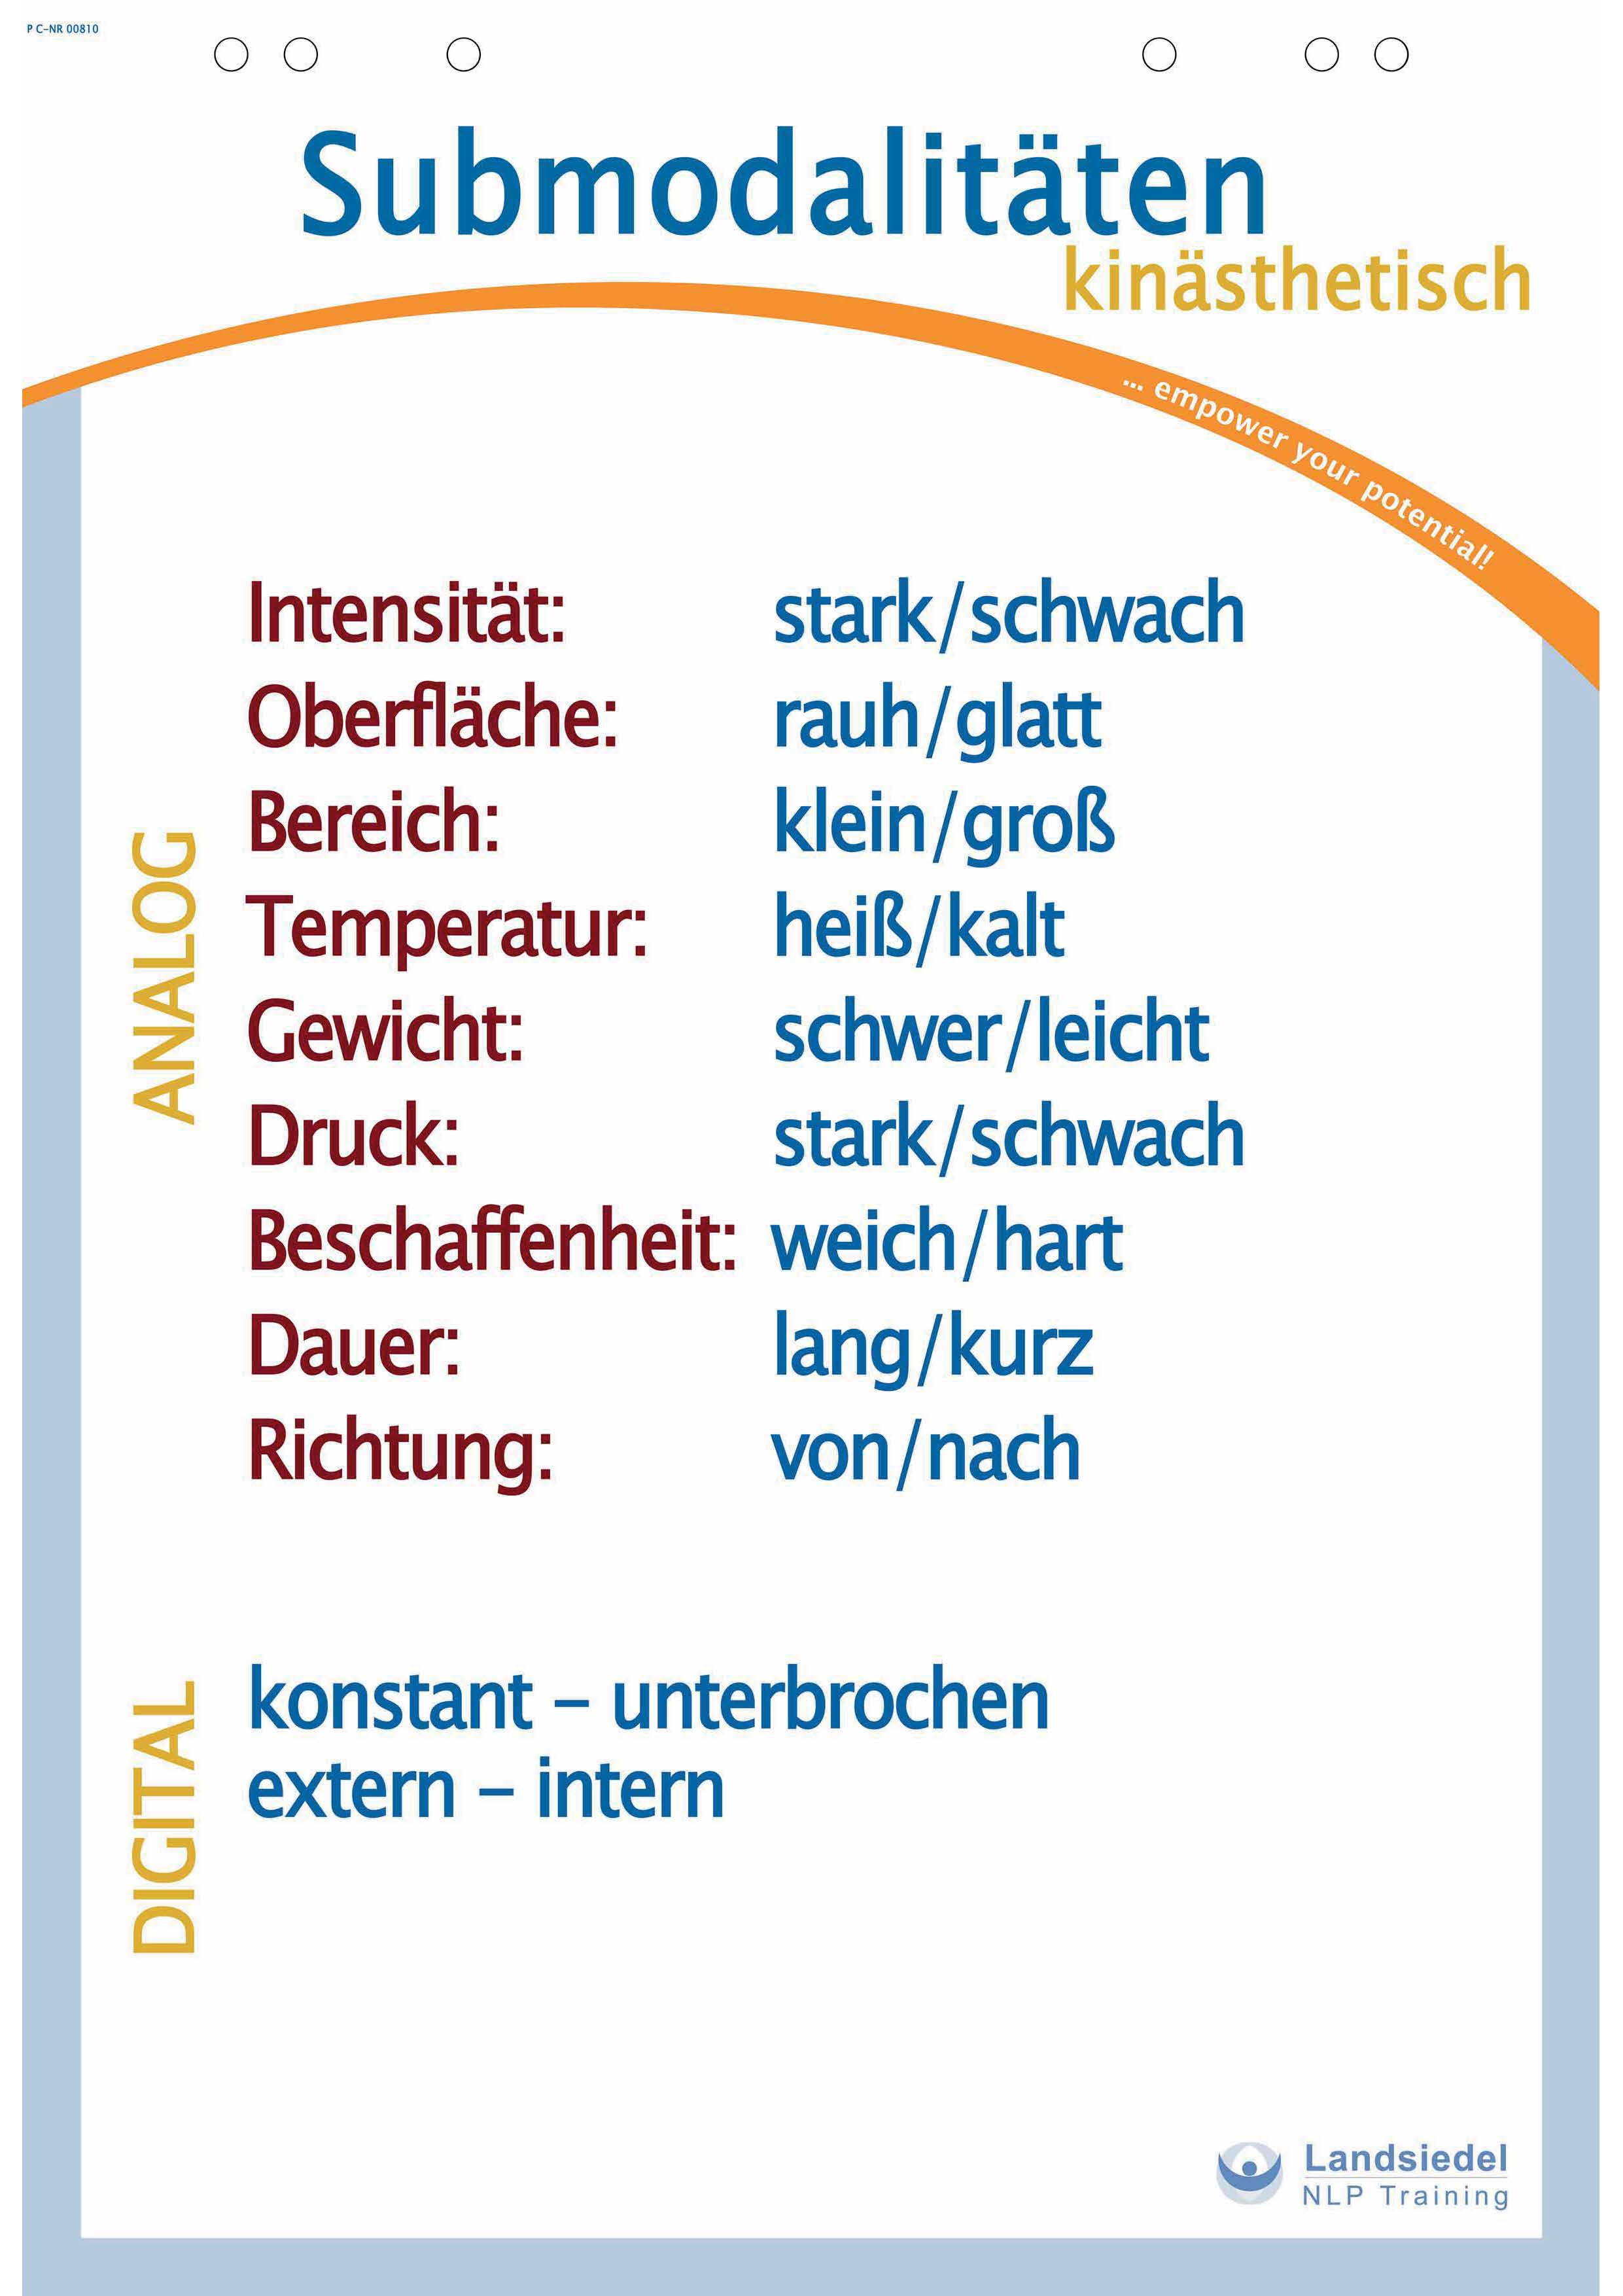 P C-NR 00810
Submodalitäten
kinästhetisch
... empower your potential!
ANALOG
Intensität: stark/schwach
Oberfläche: rauh/glatt
Bereich: klein/groß
Temperatur: heiß/kalt
Gewicht: schwer/leicht
Druck: stark/schwach
Beschaffenheit: weich/hart
Dauer: lang/kurz
Richtung: von/nach
DIGITAL
konstant – unterbrochen
extern – intern
Landsiedel
NLP Training